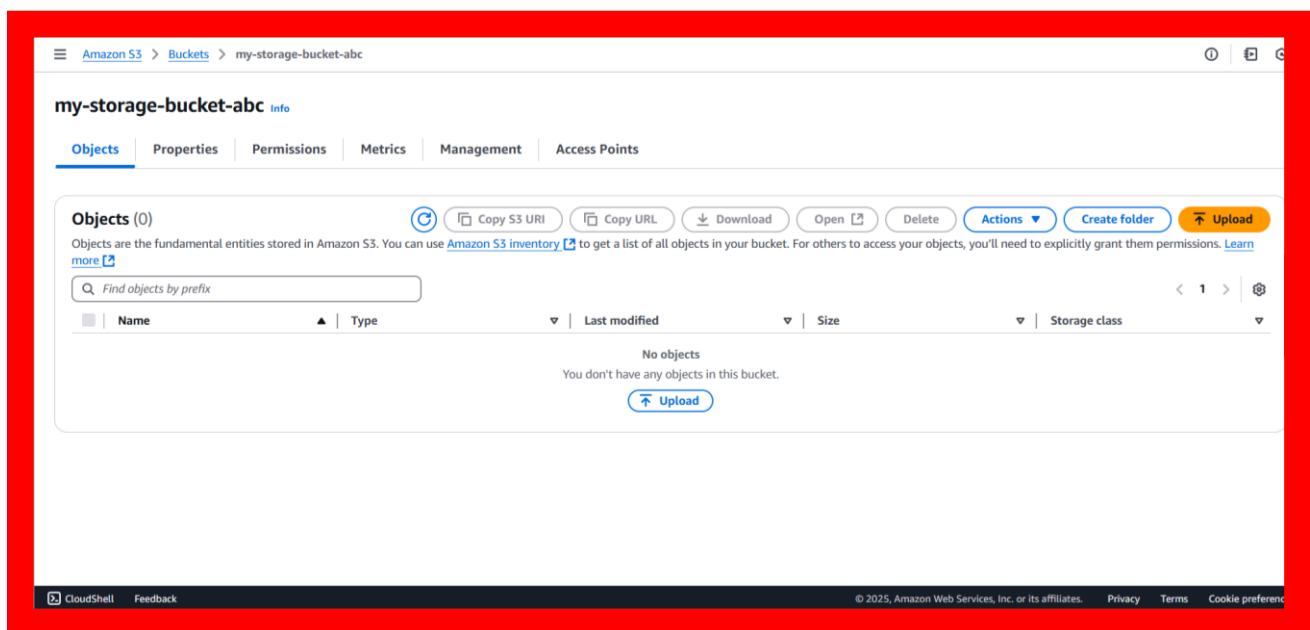 Amazon S3 > Buckets > my-storage-bucket-abc
my-storage-bucket-abc Info
Objects Properties Permissions Metrics Management Access Points
Objects (0) Copy S3 URI Copy URL Download Open Delete Actions Create folder Upload
Objects are the fundamental entities stored in Amazon S3. You can use Amazon S3 inventory to get a list of all objects in your bucket. For others to access your objects, you'll need to explicitly grant them permissions. Learn
more
Find objects by prefix < 1 >
Name Type Last modified Size Storage class
No objects
You don't have any objects in this bucket.
Upload
CloudShell Feedback © 2025, Amazon Web Services, Inc. or its affiliates. Privacy Terms Cookie